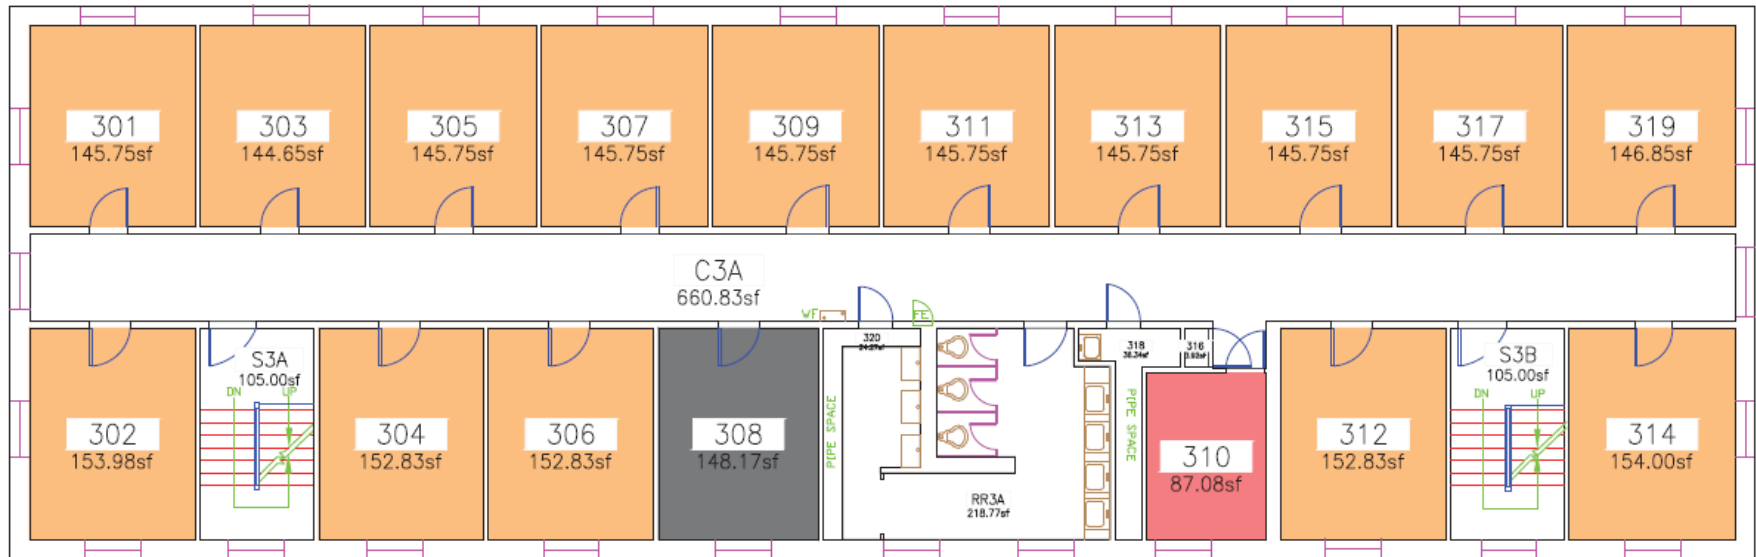 301
145.75sf
303
144.65sf
305
145.75sf
307
145.75sf
309
145.75sf
311
145.75sf
313
145.75sf
315
145.75sf
317
145.75sf
319
146.85sf
C3A
660.83sf
WF
FE
302
153.98sf
S3A
105.00sf
DN
UP
304
152.83sf
306
152.83sf
308
148.17sf
PIPE SPACE
320
RR3A
218.77sf
318
PIPE SPACE
316
310
87.08sf
312
152.83sf
S3B
105.00sf
DN
UP
314
154.00sf